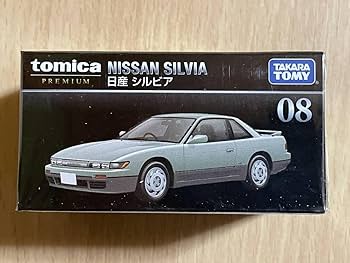 tomica
PREMIUM
NISSAN SILVIA
日産 シルビア
TAKARA
TOMY
08